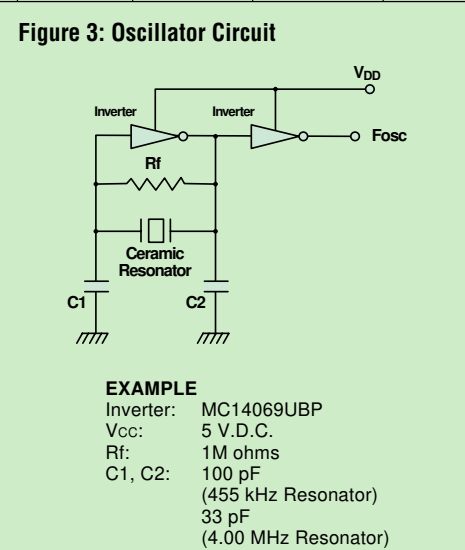 Figure 3: Oscillator Circuit
VDD
Inverter
Inverter
Fosc
Rf
Ceramic
Resonator
C1
C2
EXAMPLE
Inverter: MC14069UBP
Vcc: 5 V.D.C.
Rf: 1M ohms
C1, C2: 100 pF
(455 kHz Resonator)
33 pF
(4.00 MHz Resonator)